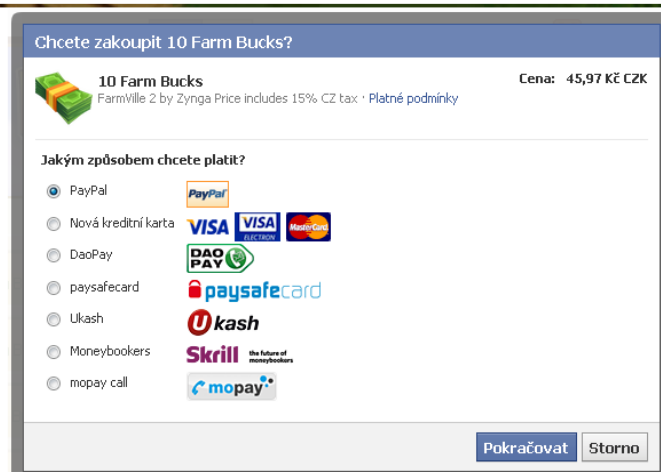 Chcete zakoupit 10 Farm Bucks?
10 Farm Bucks
Cena: 45,97 Kč CZK
FarmVille 2 by Zynga Price includes 15% CZ tax · Platné podmínky
Jakým způsobem chcete platit?
PayPal PayPal
Nová kreditní karta VISA VISA ELECTRON MasterCard
DaoPay DAO PAY
paysafecard paysafecard
Ukash Ukash
Moneybookers Skrill the future of moneybookers
mopay call mopay
Pokračovat Storno